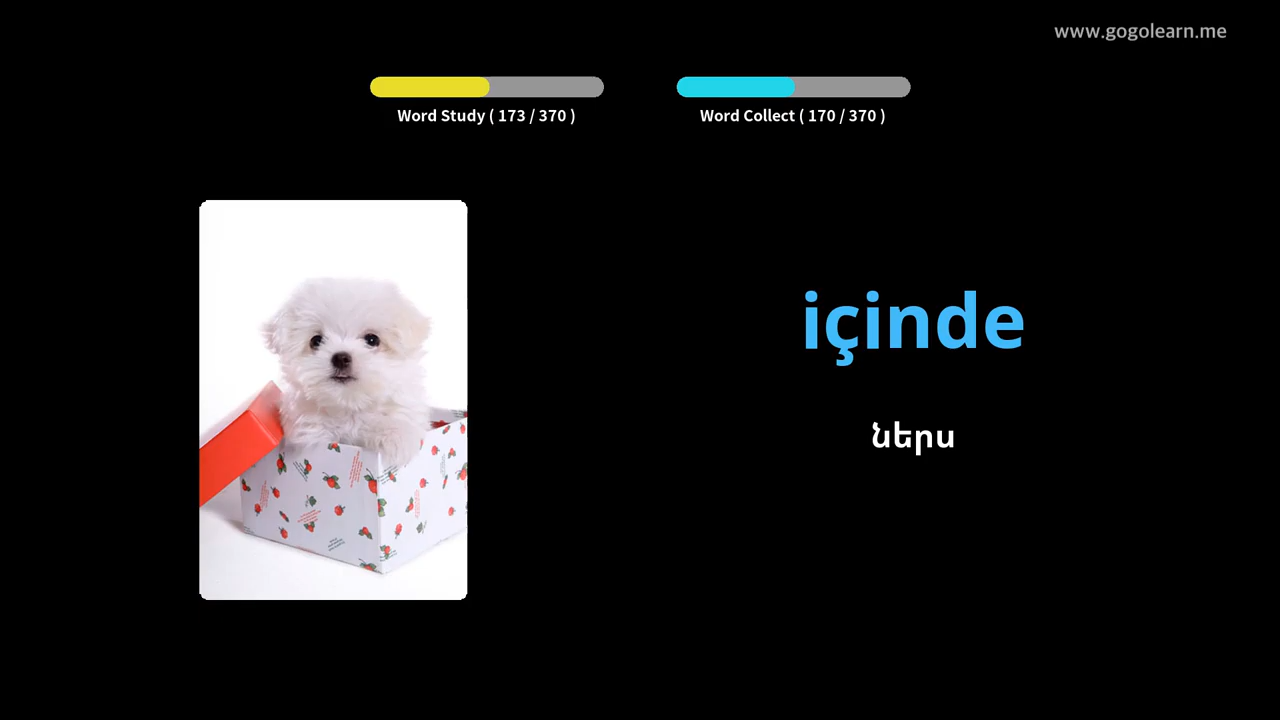 www.gogolearn.me
Word Study ( 173 / 370 )
Word Collect ( 170 / 370 )
içinde
ներս